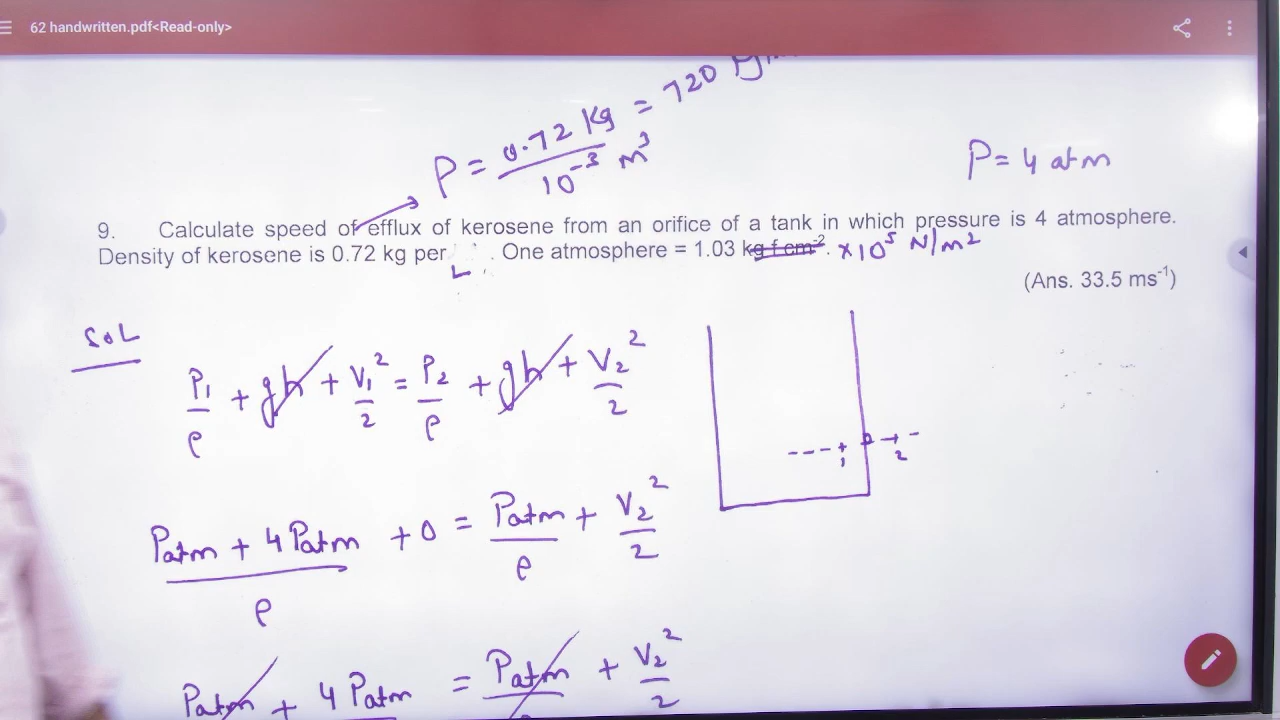 62 handwritten.pdf<Read-only>
ρ = 0.72 kg / 10⁻³ m³ = 720
P = 4 atm
9. Calculate speed of efflux of kerosene from an orifice of a tank in which pressure is 4 atmosphere.
Density of kerosene is 0.72 kg per L. One atmosphere = 1.03 kg f cm⁻². ×10⁵ N/m²
(Ans. 33.5 ms⁻¹)
SOL
P₁/ρ + gh + V₁²/2 = P₂/ρ + gh + V₂²/2
1
2
Patm + 4 Patm / ρ + 0 = Patm / ρ + V₂²/2
Patm + 4 Patm = Patm + V₂²/2